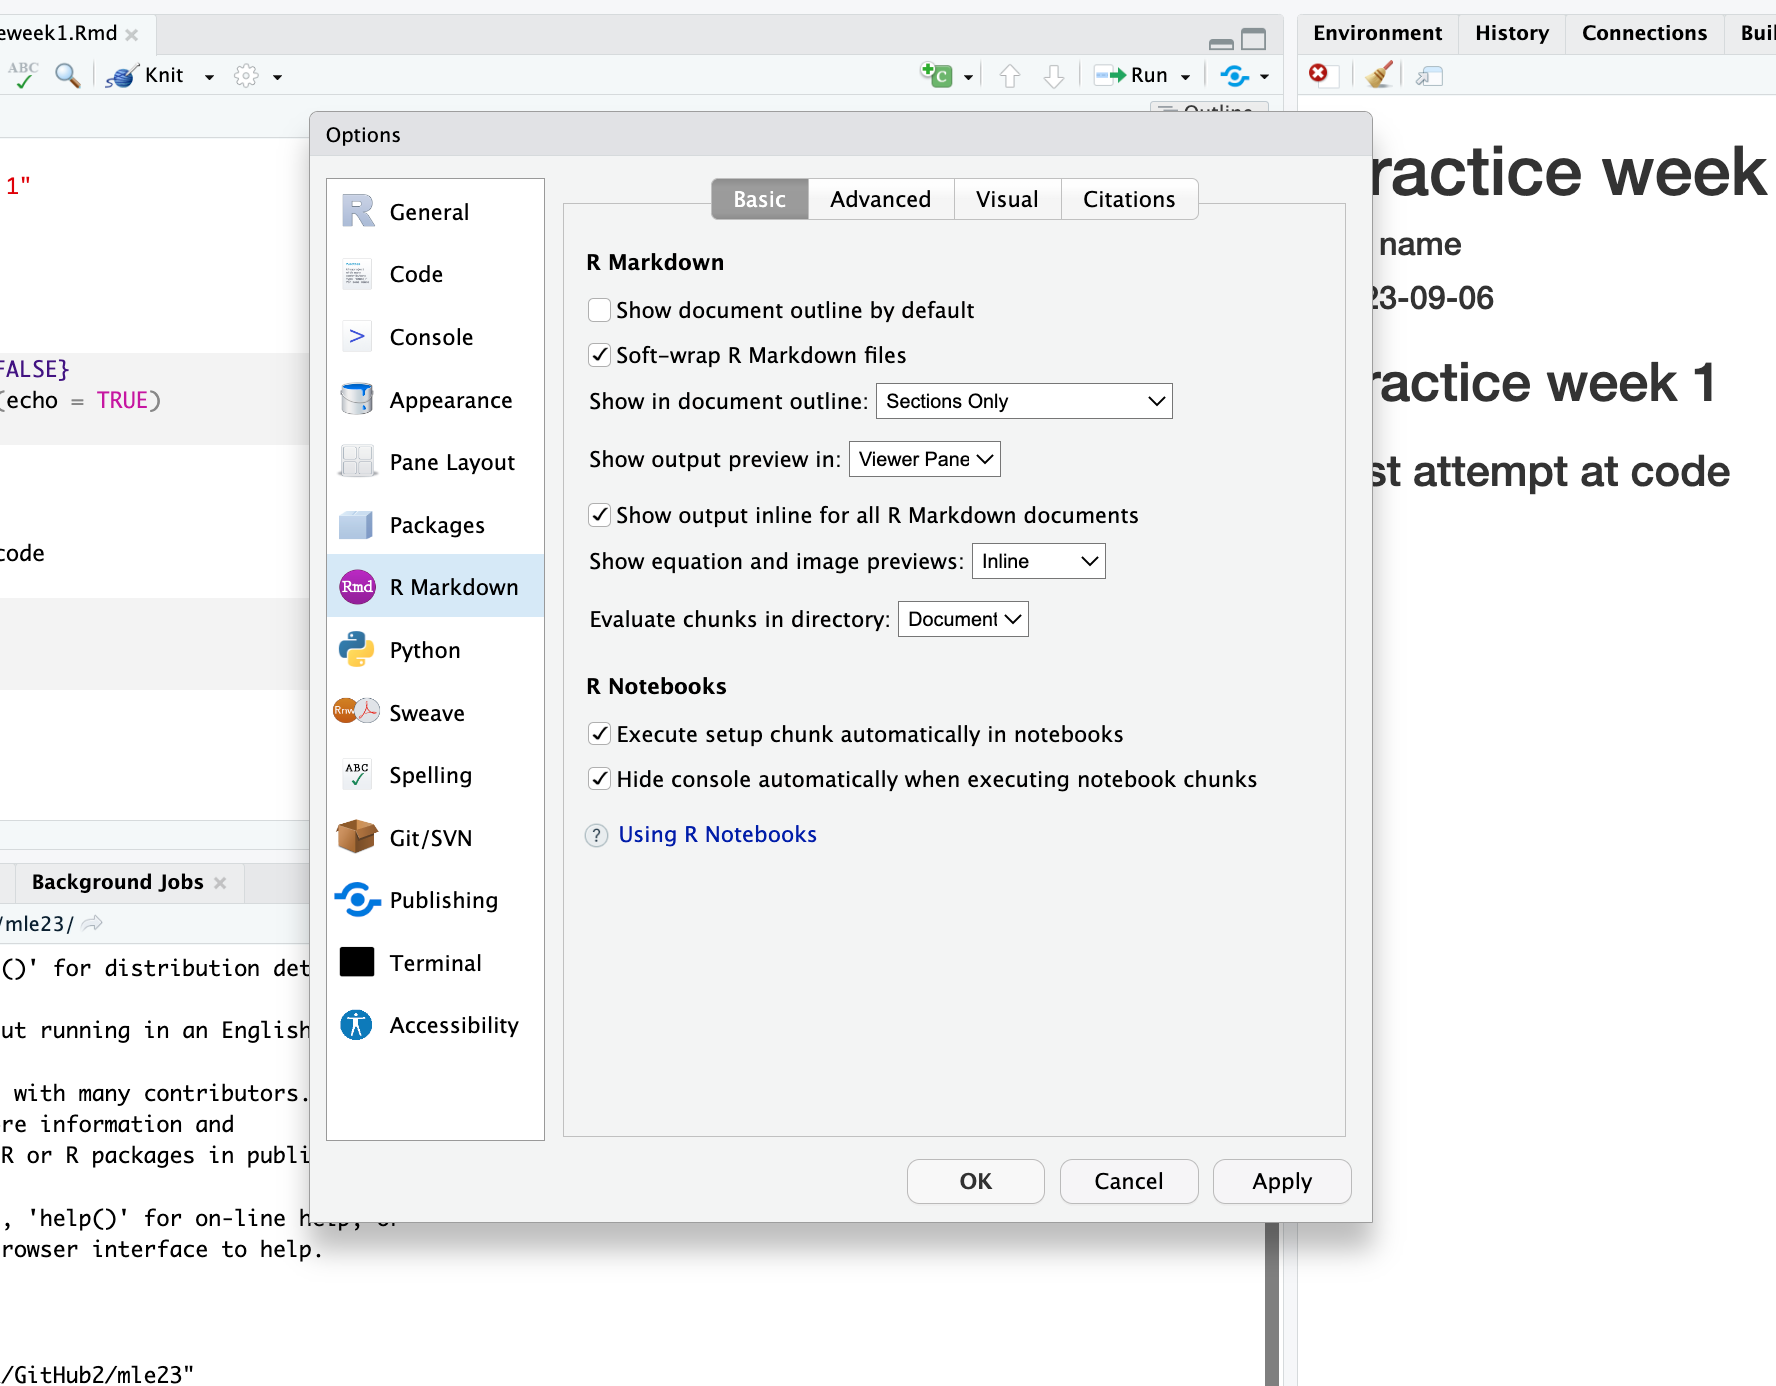 eweek1.Rmd
Environment
History
Connections
ABC
Knit
C
Run
Options
1"
General
Code
Console
Appearance
Pane Layout
Packages
Rmd R Markdown
Python
Rnw Sweave
ABC Spelling
Git/SVN
Publishing
Terminal
Accessibility
Basic
Advanced
Visual
Citations
R Markdown
Show document outline by default
Soft-wrap R Markdown files
Show in document outline: Sections Only
Show output preview in: Viewer Pane
Show output inline for all R Markdown documents
Show equation and image previews: Inline
Evaluate chunks in directory: Document
R Notebooks
Execute setup chunk automatically in notebooks
Hide console automatically when executing notebook chunks
? Using R Notebooks
OK
Cancel
Apply
ractice week
name
23-09-06
ractice week 1
st attempt at code
FALSE}
(echo = TRUE)
code
Background Jobs
/mle23/
()' for distribution det
ut running in an English
with many contributors.
re information and
R or R packages in publi
, 'help()' for on-line help, or
rowser interface to help.
/GitHub2/mle23"